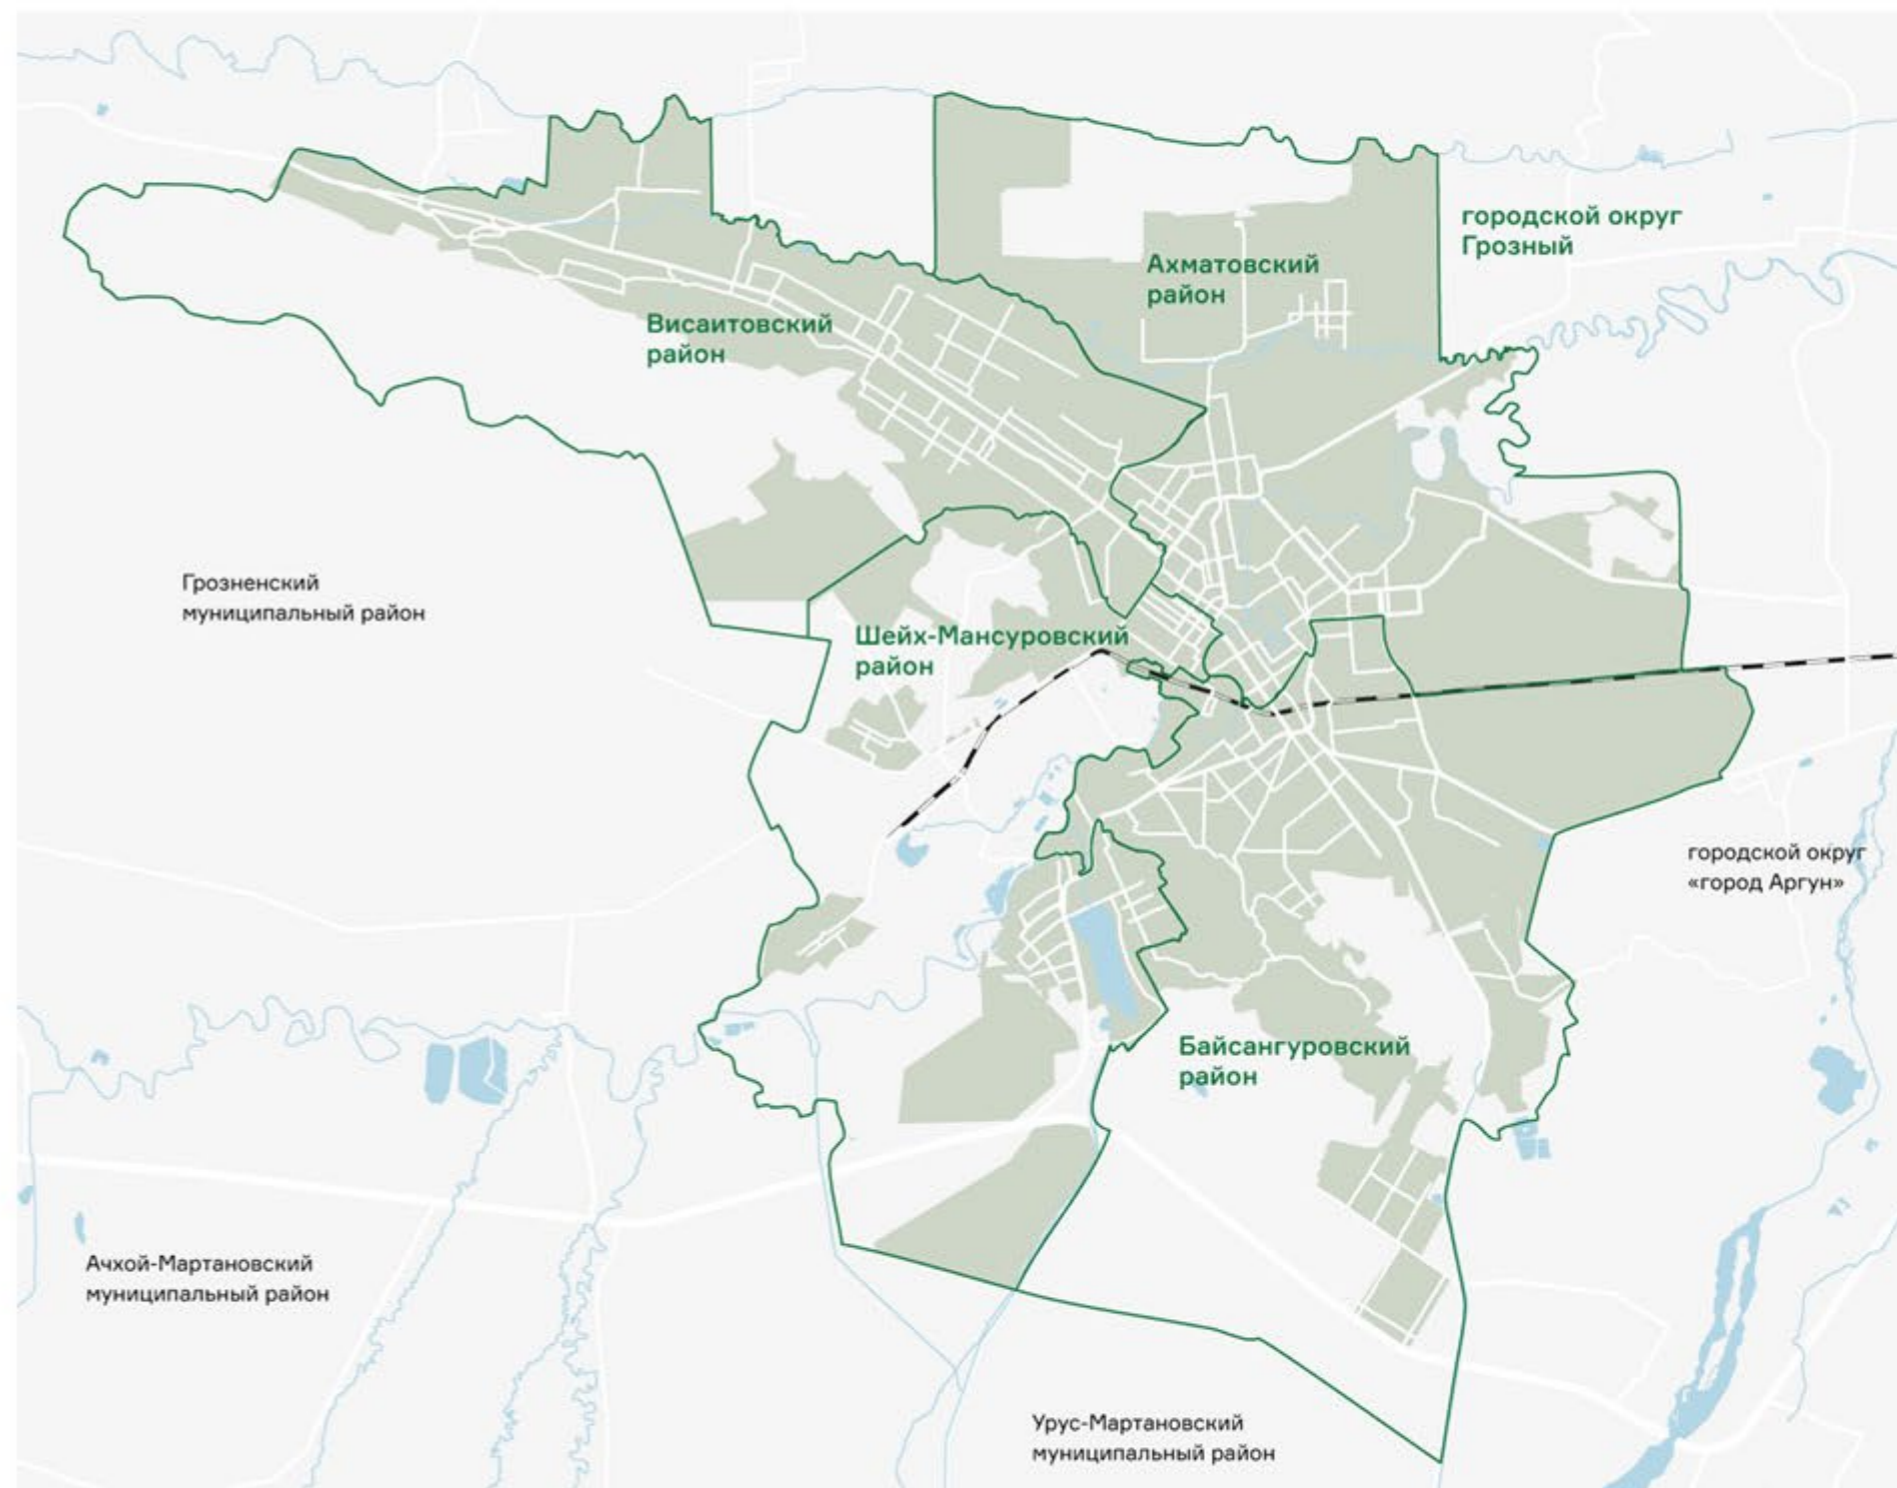 городской округ
Грозный
Ахматовский
район
Висаитовский
район
Грозненский
муниципальный район
Шейх-Мансуровский
район
городской округ
«город Аргун»
Байсангуровский
район
Ачхой-Мартановский
муниципальный район
Урус-Мартановский
муниципальный район